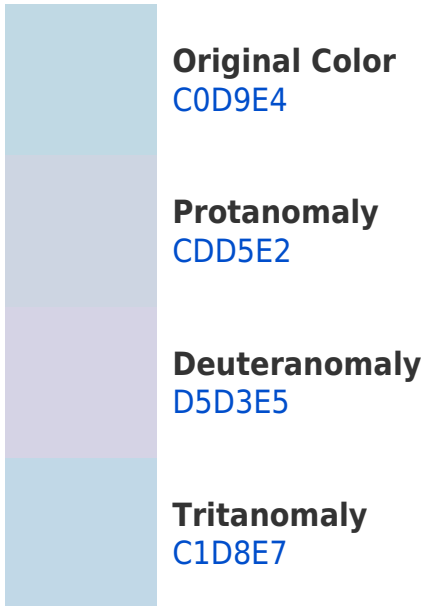 Original Color
C0D9E4
Protanomaly
CDD5E2
Deuteranomaly
D5D3E5
Tritanomaly
C1D8E7